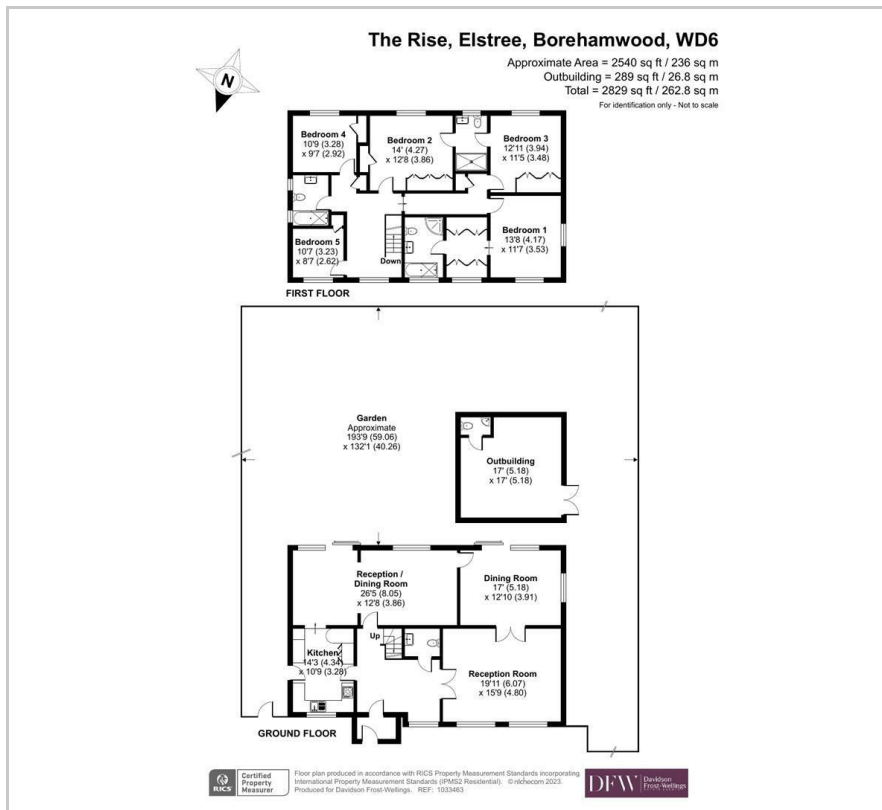 The Rise, Elstree, Borehamwood, WD6
Approximate Area = 2540 sq ft / 236 sq m
Outbuilding = 289 sq ft / 26.8 sq m
Total = 2829 sq ft / 262.8 sq m
For identification only - Not to scale
N
Bedroom 4
10'9 (3.28)
x 9'7 (2.92)
Bedroom 2
14' (4.27)
x 12'8 (3.86)
Bedroom 3
12'11 (3.94)
x 11'5 (3.48)
Bedroom 5
10'7 (3.23)
x 8'7 (2.62)
Down
Bedroom 1
13'8 (4.17)
x 11'7 (3.53)
FIRST FLOOR
Garden
Approximate
193'9 (59.06)
x 132'1 (40.26)
Outbuilding
17' (5.18)
x 17' (5.18)
Reception /
Dining Room
26'5 (8.05)
x 12'8 (3.86)
Dining Room
17' (5.18)
x 12'10 (3.91)
Up
Kitchen
14'3 (4.34)
x 10'9 (3.28)
Reception Room
19'11 (6.07)
x 15'9 (4.80)
GROUND FLOOR
RICS
Certified
Property
Measurer
Floor plan produced in accordance with RICS Property Measurement Standards incorporating
International Property Measurement Standards (IPMS2 Residential). ©nichecom 2023.
Produced for Davidson Frost-Wellings. REF: 1033463
DFW
Davidson
Frost-Wellings